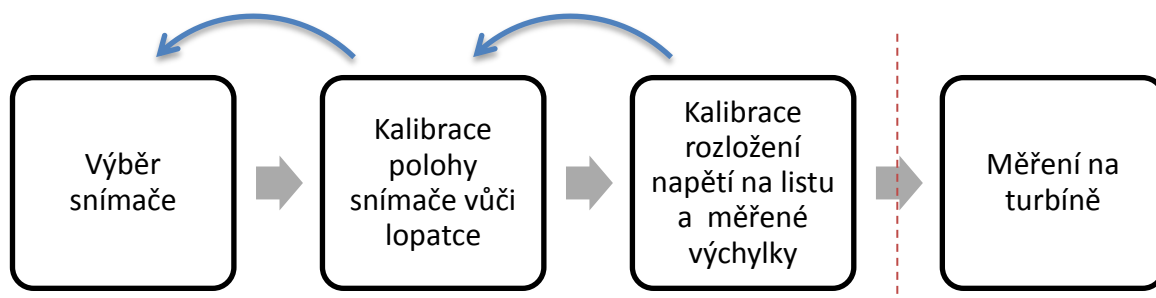 Výběr
snímače
Kalibrace
polohy
snímače vůči
lopatce
Kalibrace
rozložení
napětí na listu
a měřené
výchylky
Měření na
turbíně